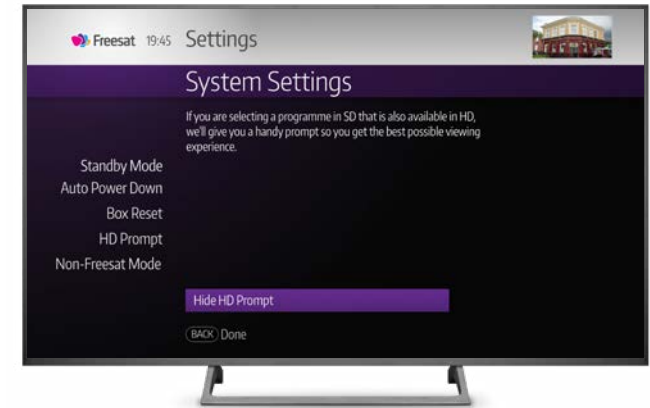 Freesat 19:45 Settings
System Settings
If you are selecting a programme in SD that is also available in HD,
we'll give you a handy prompt so you get the best possible viewing
experience.
Standby Mode
Auto Power Down
Box Reset
HD Prompt
Non-Freesat Mode
Hide HD Prompt
BACK Done